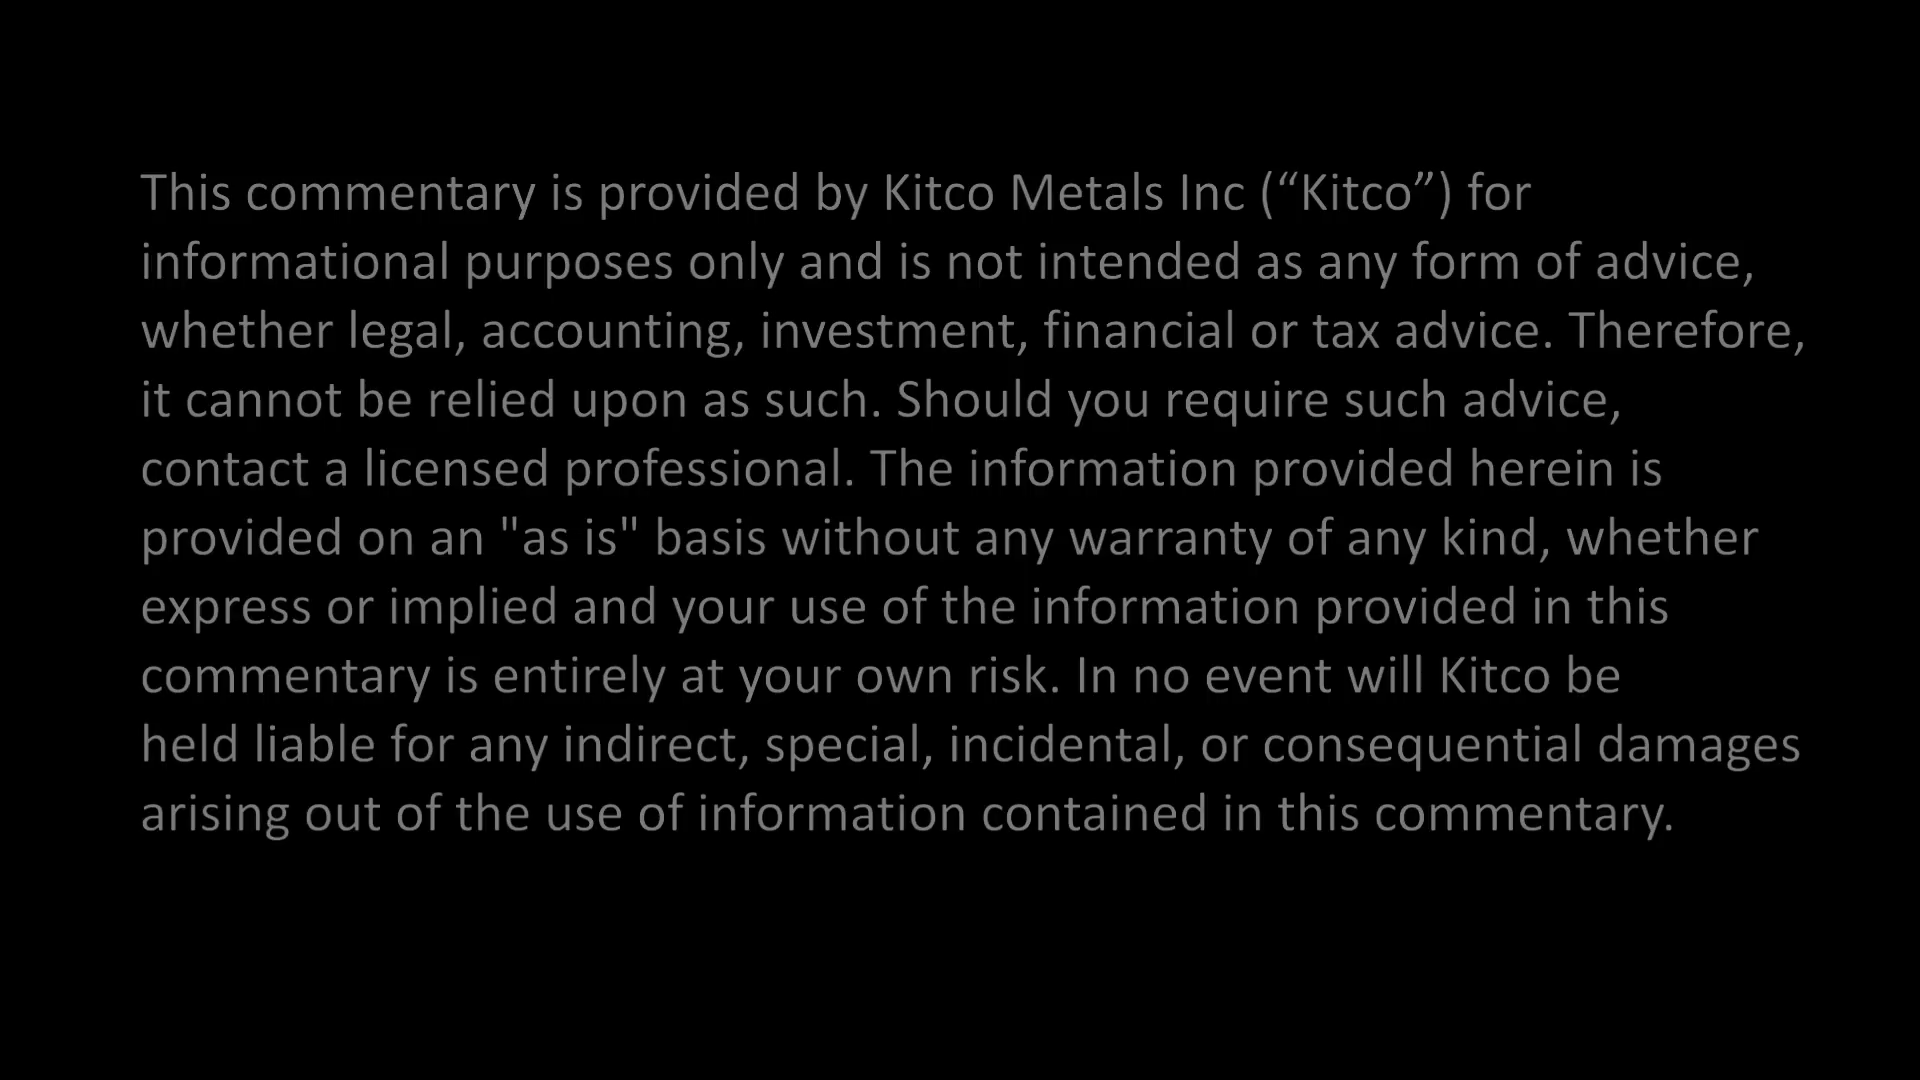 This commentary is provided by Kitco Metals Inc (“Kitco”) for
informational purposes only and is not intended as any form of advice,
whether legal, accounting, investment, financial or tax advice. Therefore,
it cannot be relied upon as such. Should you require such advice,
contact a licensed professional. The information provided herein is
provided on an "as is" basis without any warranty of any kind, whether
express or implied and your use of the information provided in this
commentary is entirely at your own risk. In no event will Kitco be
held liable for any indirect, special, incidental, or consequential damages
arising out of the use of information contained in this commentary.